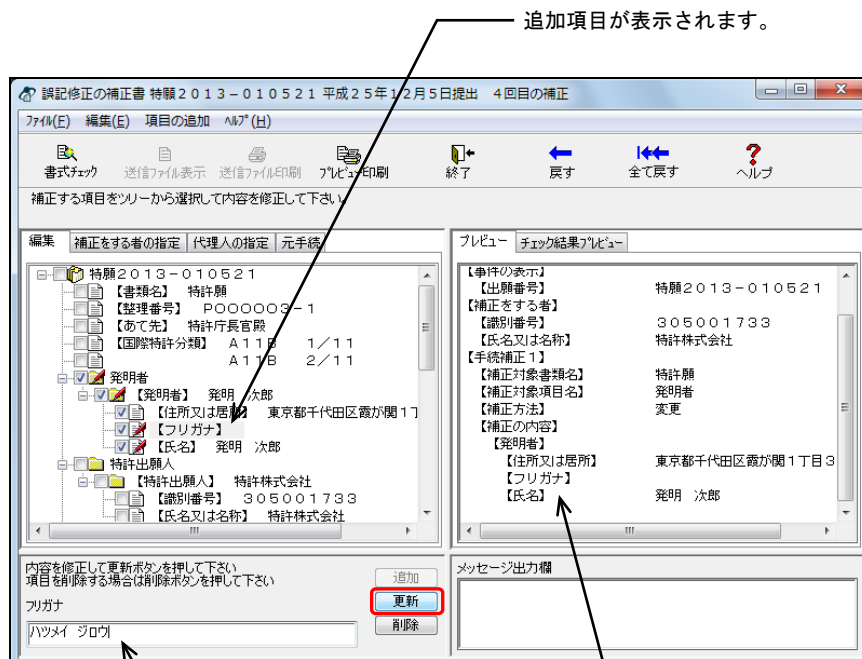 追加項目が表示されます。
誤記修正の補正書 特願２０１３－０１０５２１ 平成２５年１２月５日提出 ４回目の補正
ﾌｧｲﾙ(F) 編集(E) 項目の追加 ﾍﾙﾌﾟ(H)
書式ﾁｪｯｸ 送信ﾌｧｲﾙ表示 送信ﾌｧｲﾙ印刷 ﾌﾟﾚﾋﾞｭｰ印刷 終了 戻す 全て戻す ヘルプ
補正する項目をツリーから選択して内容を修正して下さい。
編集 補正をする者の指定 代理人の指定 元手続
特願２０１３－０１０５２１
【書類名】 特許願
【整理番号】 Ｐ０００００３－１
【あて先】 特許庁長官殿
【国際特許分類】 Ａ１１Ｂ １／１１
Ａ１１Ｂ ２／１１
発明者
【発明者】 発明 次郎
【住所又は居所】 東京都千代田区霞が関１丁
【フリガナ】
【氏名】 発明 次郎
特許出願人
【特許出願人】 特許株式会社
【識別番号】 ３０５００１７３３
【氏名又は名称】 特許株式会社
プレビュー チェック結果ﾌﾟﾚﾋﾞｭｰ
【事件の表示】
【出願番号】 特願２０１３－０１０５２１
【補正をする者】
【識別番号】 ３０５００１７３３
【氏名又は名称】 特許株式会社
【手続補正１】
【補正対象書類名】 特許願
【補正対象項目名】 発明者
【補正方法】 変更
【補正の内容】
【発明者】
【住所又は居所】 東京都千代田区霞が関１丁目３
【フリガナ】
【氏名】 発明 次郎
内容を修正して更新ボタンを押して下さい
項目を削除する場合は削除ボタンを押して下さい
フリガナ
ハツメイ ジロウ
追加
更新
削除
メッセージ出力欄